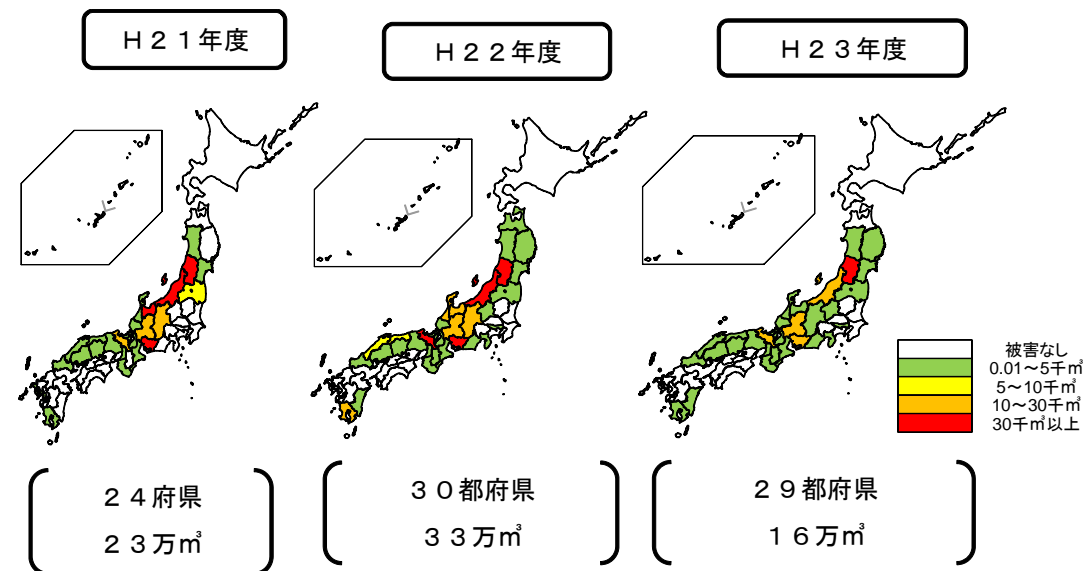 H21年度
H22年度
H23年度
被害なし
0.01～5千㎥
5～10千㎥
10～30千㎥
30千㎥以上
24府県
23万㎥
30都府県
33万㎥
29都府県
16万㎥